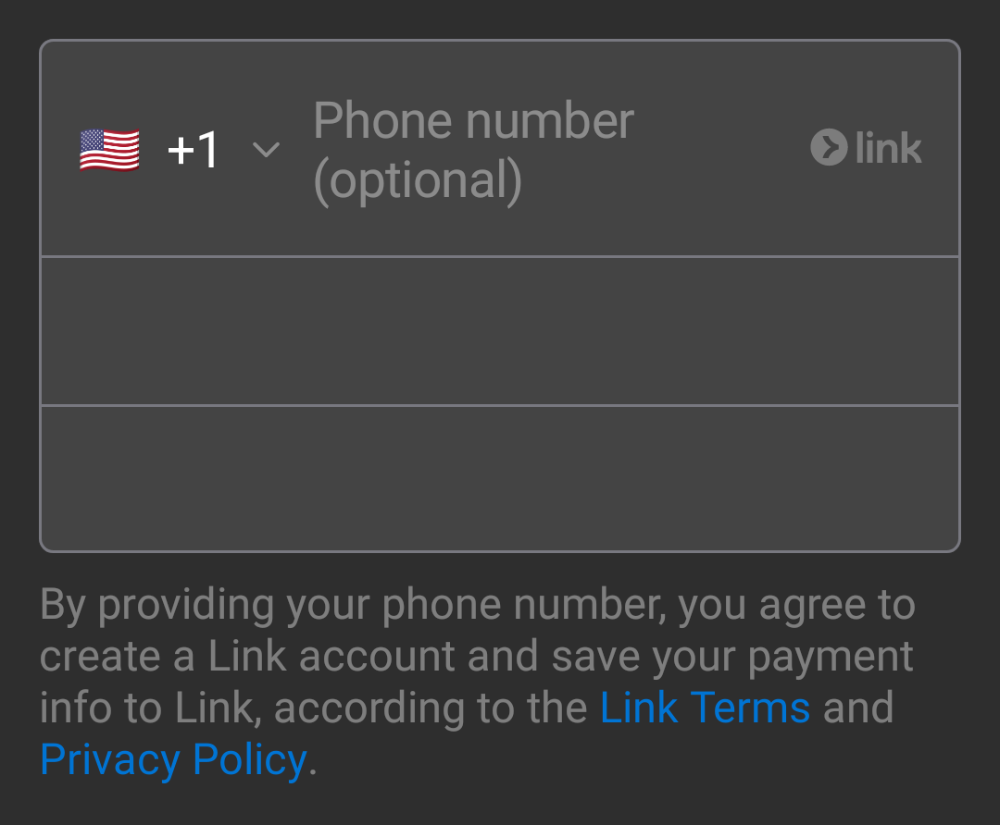 +1
Phone number
(optional)
link
By providing your phone number, you agree to
create a Link account and save your payment
info to Link, according to the Link Terms and
Privacy Policy.